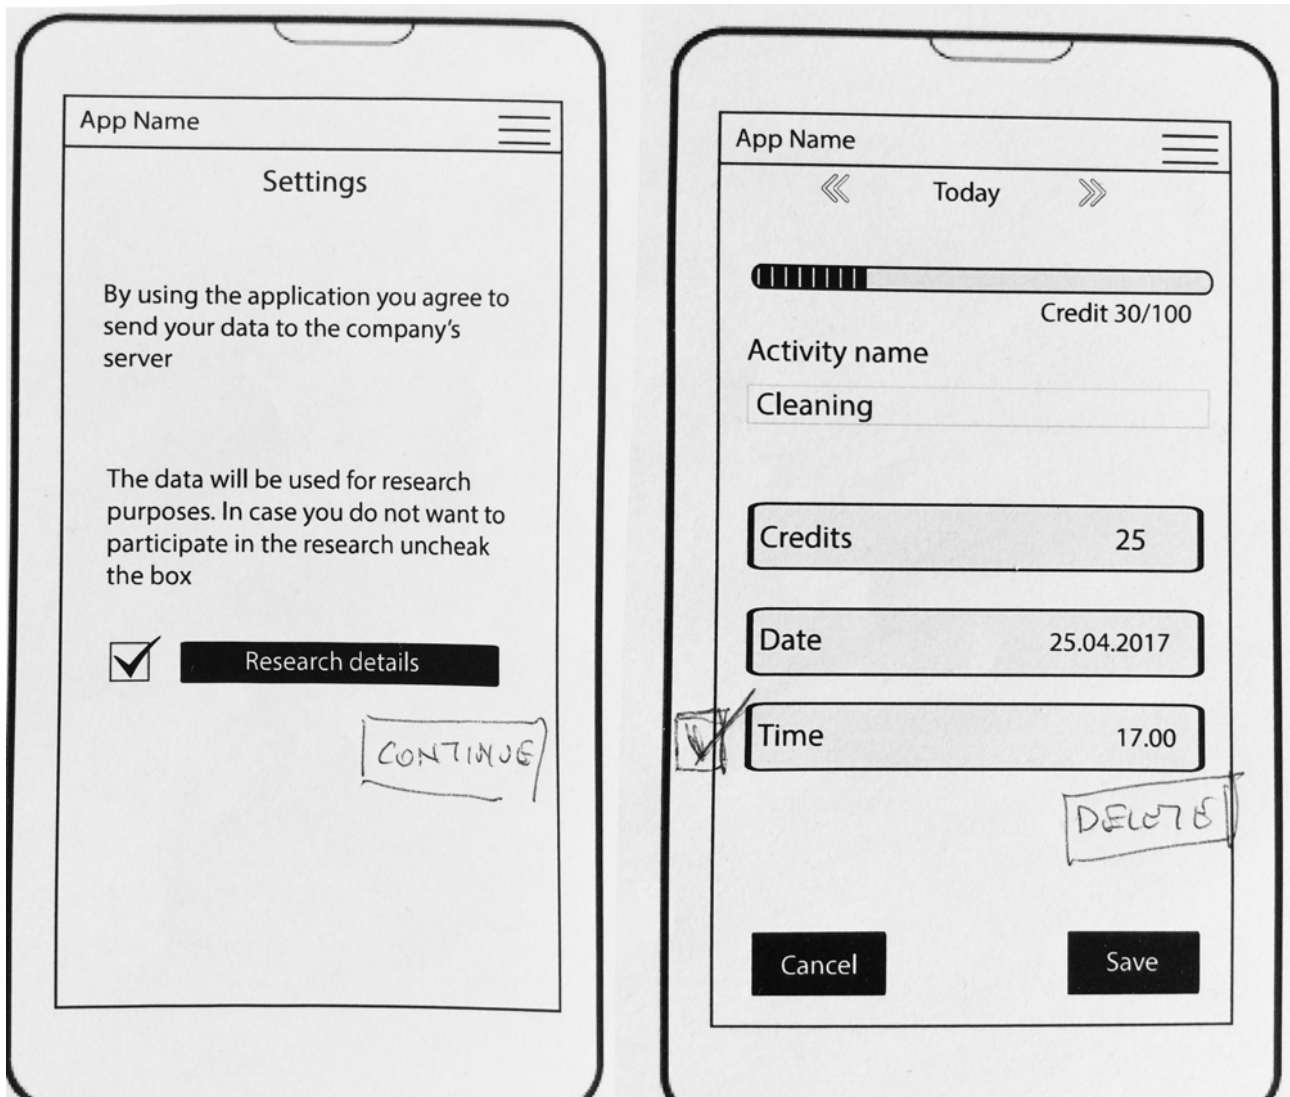 App Name
Settings
By using the application you agree to
send your data to the company's
server
The data will be used for research
purposes. In case you do not want to
participate in the research uncheak
the box
Research details
CONTINUE
App Name
Today
Credit 30/100
Activity name
Cleaning
Credits 25
Date 25.04.2017
Time 17.00
DELETE
Cancel Save